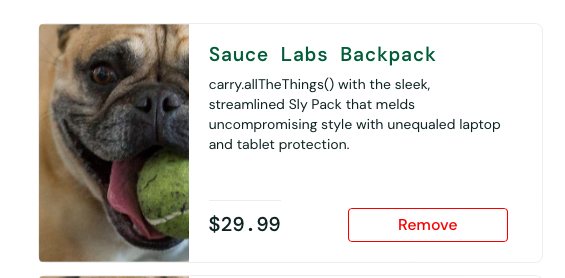 Sauce Labs Backpack
carry.allTheThings() with the sleek,
streamlined Sly Pack that melds
uncompromising style with unequaled laptop
and tablet protection.
$29.99
Remove